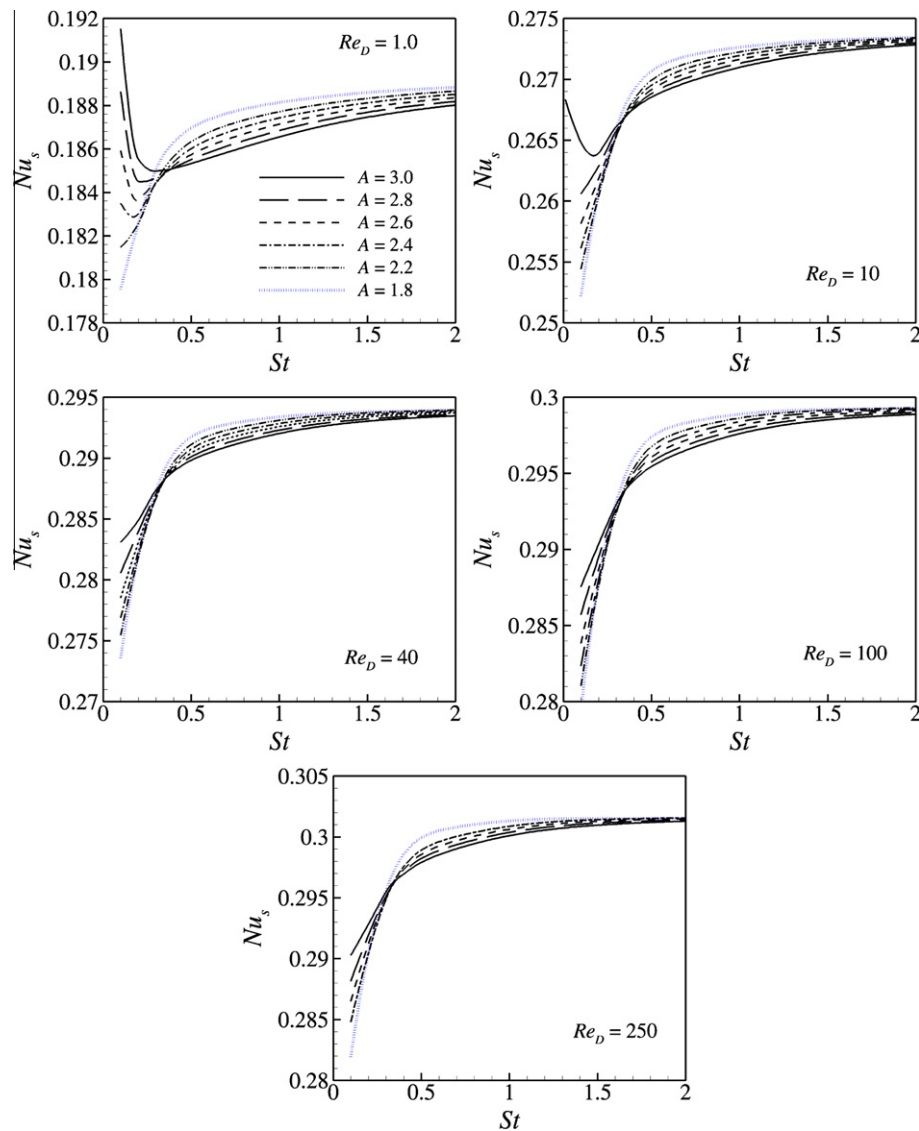 0.192
0.19
0.188
0.186
0.184
0.182
0.18
0.178
Nu_s
Re_D = 1.0
A = 3.0
A = 2.8
A = 2.6
A = 2.4
A = 2.2
A = 1.8
0 0.5 1 1.5 2
St
0.275
0.27
0.265
0.26
0.255
0.25
Nu_s
Re_D = 10
0 0.5 1 1.5 2
St
0.295
0.29
0.285
0.28
0.275
0.27
Nu_s
Re_D = 40
0 0.5 1 1.5 2
St
0.3
0.295
0.29
0.285
0.28
Nu_s
Re_D = 100
0 0.5 1 1.5 2
St
0.305
0.3
0.295
0.29
0.285
0.28
Nu_s
Re_D = 250
0 0.5 1 1.5 2
St